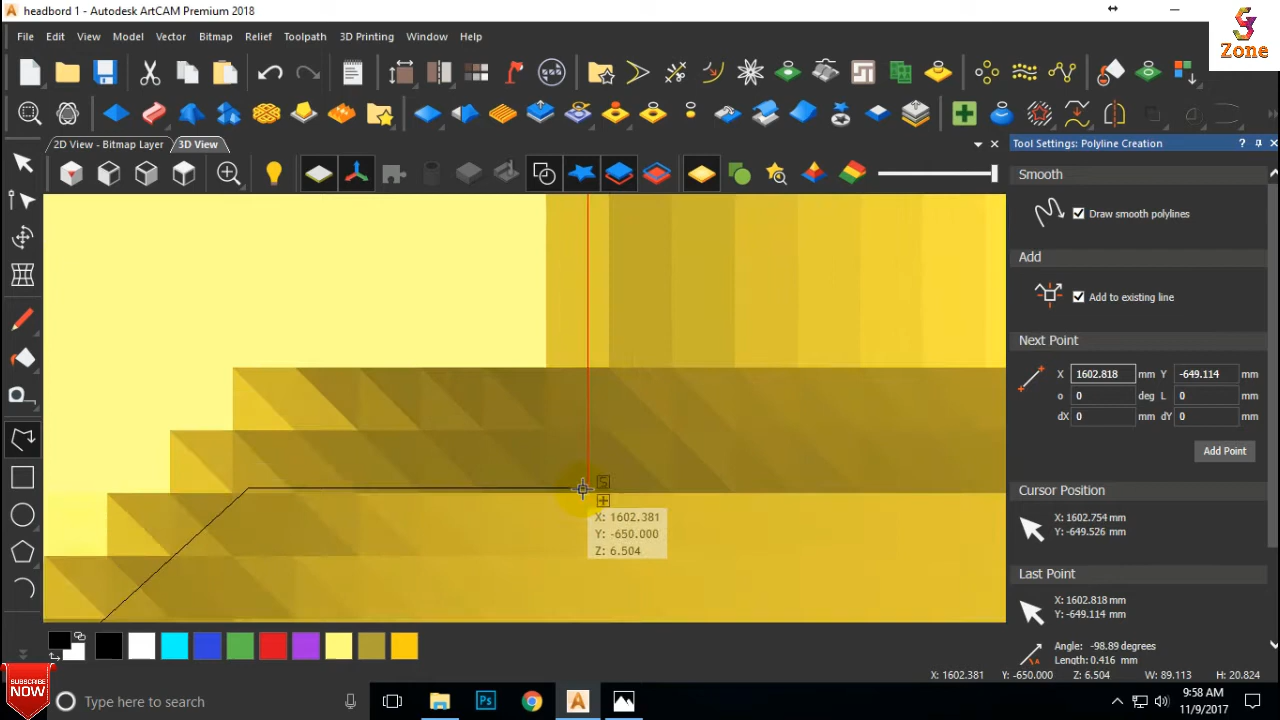 headbord 1 - Autodesk ArtCAM Premium 2018
Zone
File Edit View Model Vector Bitmap Relief Toolpath 3D Printing Window Help
2D View - Bitmap Layer 3D View
Tool Settings: Polyline Creation
Smooth
Draw smooth polylines
Add
Add to existing line
Next Point
X 1602.818 mm Y -649.114 mm
o 0 deg L 0 mm
dX 0 mm dY 0 mm
Add Point
Cursor Position
X: 1602.754 mm
Y: -649.526 mm
Last Point
X: 1602.818 mm
Y: -649.114 mm
Angle: -98.89 degrees
Length: 0.416 mm
S
X: 1602.381
Y: -650.000
Z: 6.504
X: 1602.381 Y: -650.000 Z: 6.504 W: 89.113 H: 20.824
SUBSCRIBE
NOW
Type here to search
Ps
9:58 AM
11/9/2017